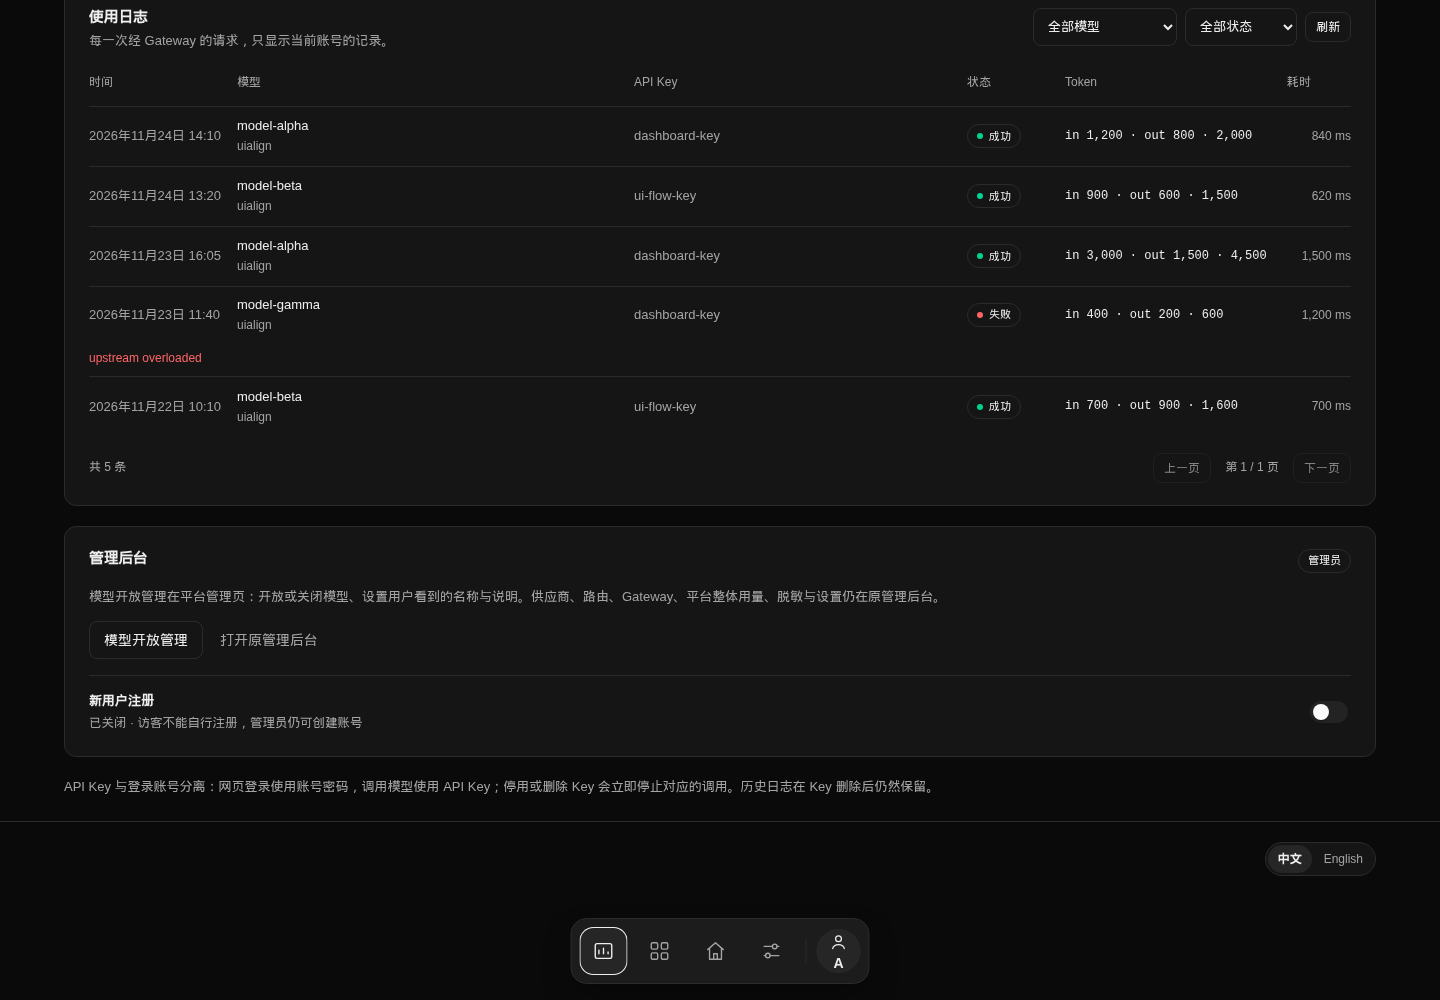 使用日志
每一次经 Gateway 的请求，只显示当前账号的记录。
全部模型 全部状态 刷新
时间 模型 API Key 状态 Token 耗时
2026年11月24日 14:10 model-alpha uialign dashboard-key 成功 in 1,200 · out 800 · 2,000 840 ms
2026年11月24日 13:20 model-beta uialign ui-flow-key 成功 in 900 · out 600 · 1,500 620 ms
2026年11月23日 16:05 model-alpha uialign dashboard-key 成功 in 3,000 · out 1,500 · 4,500 1,500 ms
2026年11月23日 11:40 model-gamma uialign dashboard-key 失败 in 400 · out 200 · 600 1,200 ms
upstream overloaded
2026年11月22日 10:10 model-beta uialign ui-flow-key 成功 in 700 · out 900 · 1,600 700 ms
共 5 条 上一页 第 1 / 1 页 下一页
管理后台 管理员
模型开放管理在平台管理页：开放或关闭模型、设置用户看到的名称与说明。供应商、路由、Gateway、平台整体用量、脱敏与设置仍在原管理后台。
模型开放管理 打开原管理后台
新用户注册
已关闭 · 访客不能自行注册，管理员仍可创建账号
API Key 与登录账号分离：网页登录使用账号密码，调用模型使用 API Key；停用或删除 Key 会立即停止对应的调用。历史日志在 Key 删除后仍然保留。
中文 English
A